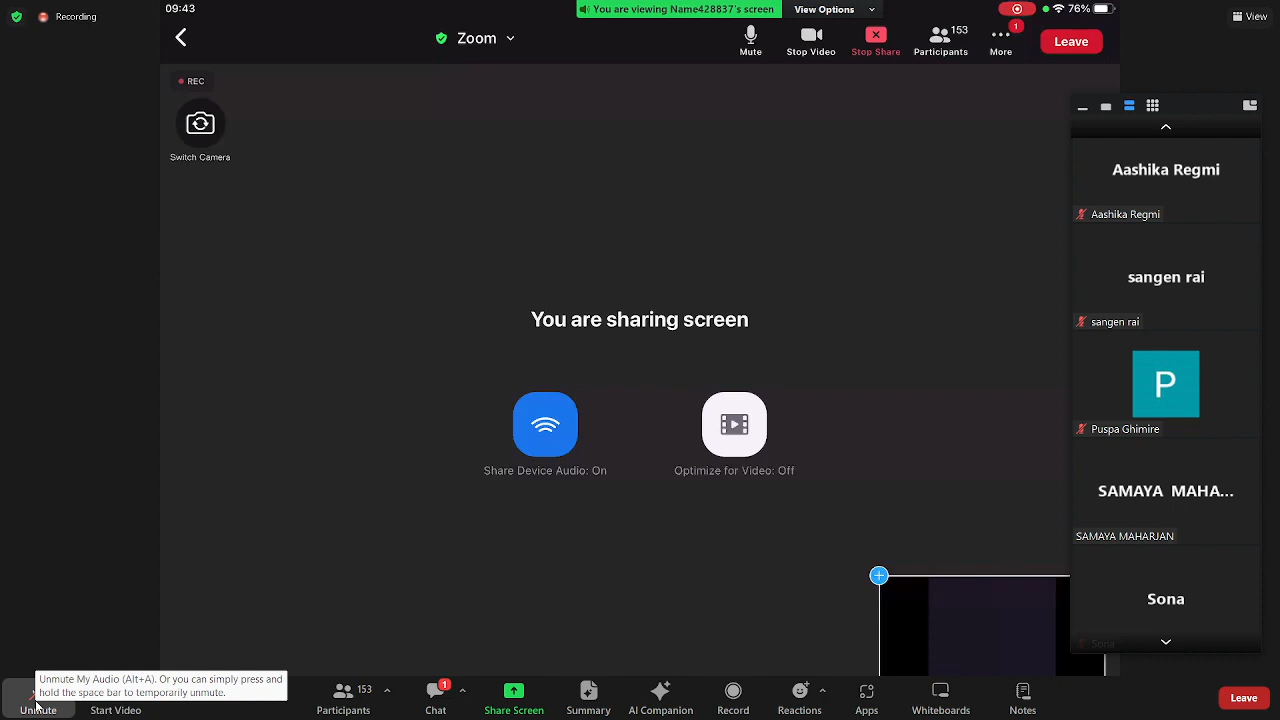 Recording
09:43
You are viewing Name428837's screen
View Options
76%
View
Zoom
Mute
Stop Video
Stop Share
153
Participants
1
More
Leave
REC
Switch Camera
Aashika Regmi
Aashika Regmi
sangen rai
sangen rai
You are sharing screen
P
Puspa Ghimire
Share Device Audio: On
Optimize for Video: Off
SAMAYA MAHA...
SAMAYA MAHARJAN
Sona
Sona
Unmute My Audio (Alt+A). Or you can simply press and
hold the space bar to temporarily unmute.
Unmute
Start Video
153
Participants
1
Chat
Share Screen
Summary
AI Companion
Record
Reactions
Apps
Whiteboards
Notes
Leave